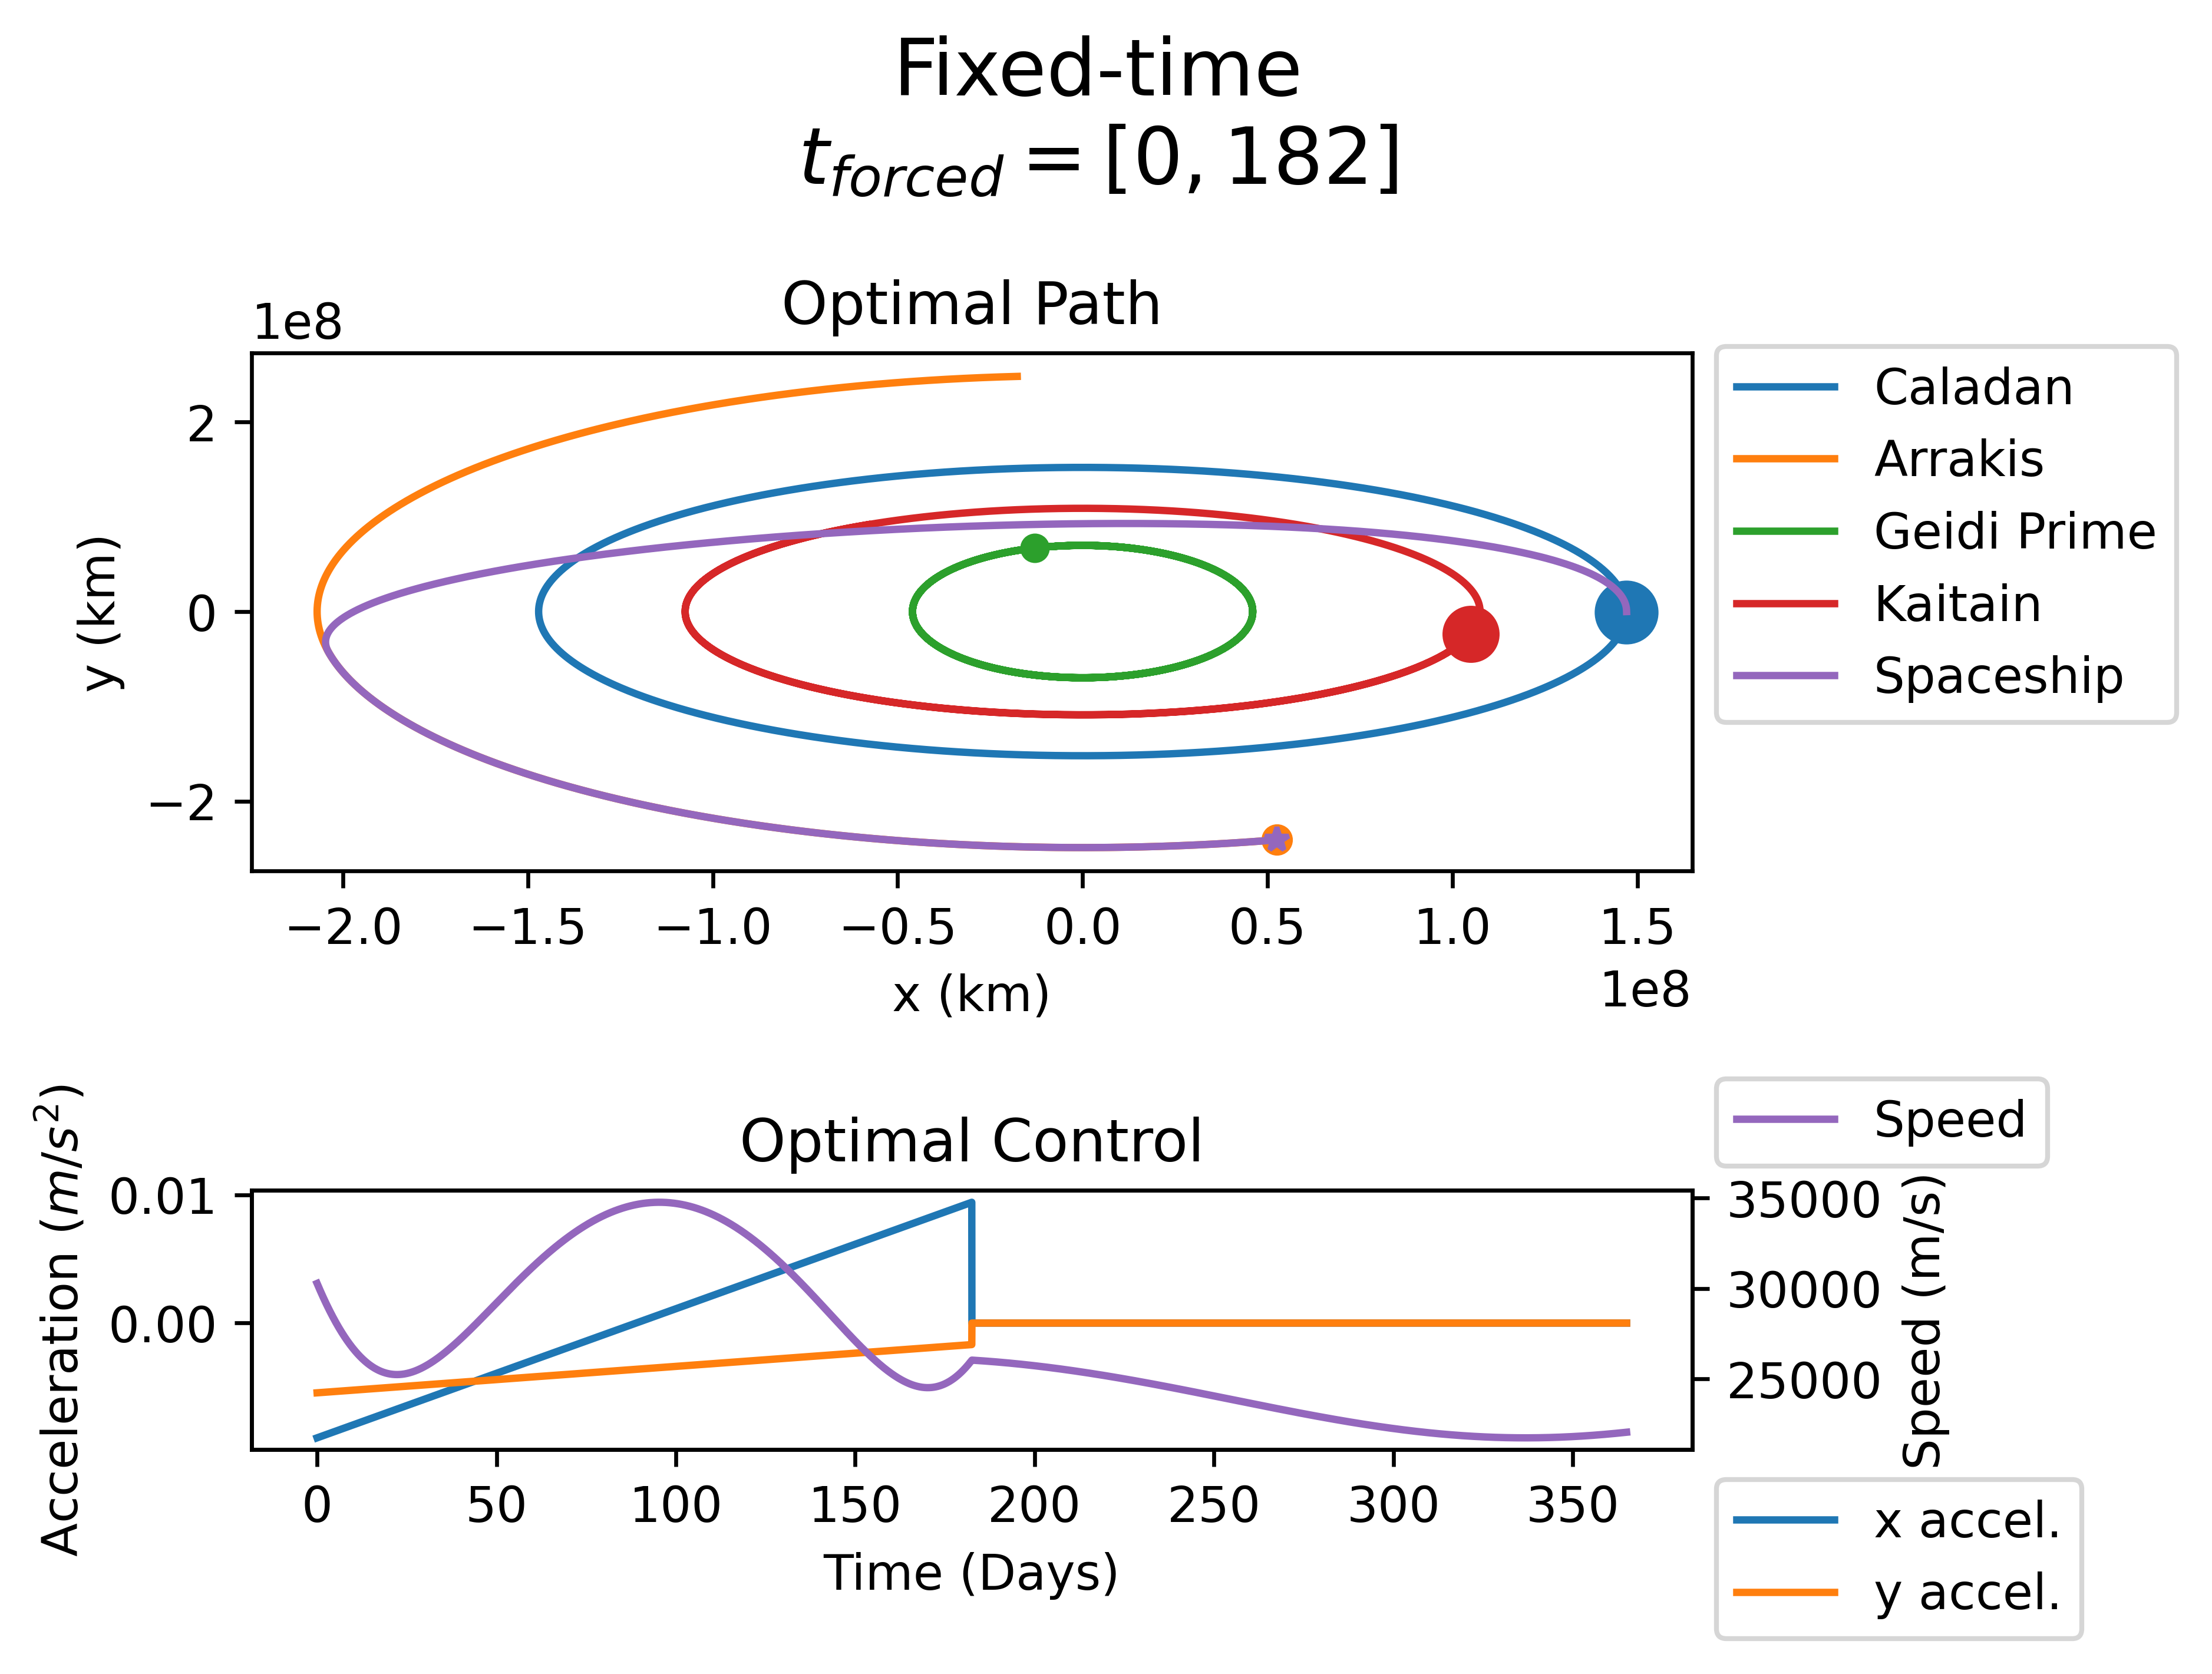 Fixed-time
t_{forced} = [0, 182]
Optimal Path
1e8
2
0
−2
y (km)
−2.0 −1.5 −1.0 −0.5 0.0 0.5 1.0 1.5
x (km)
1e8
Caladan
Arrakis
Geidi Prime
Kaitain
Spaceship
Optimal Control
Speed
Acceleration (m/s²)
0.01
0.00
35000
30000
25000
Speed (m/s)
0 50 100 150 200 250 300 350
Time (Days)
x accel.
y accel.